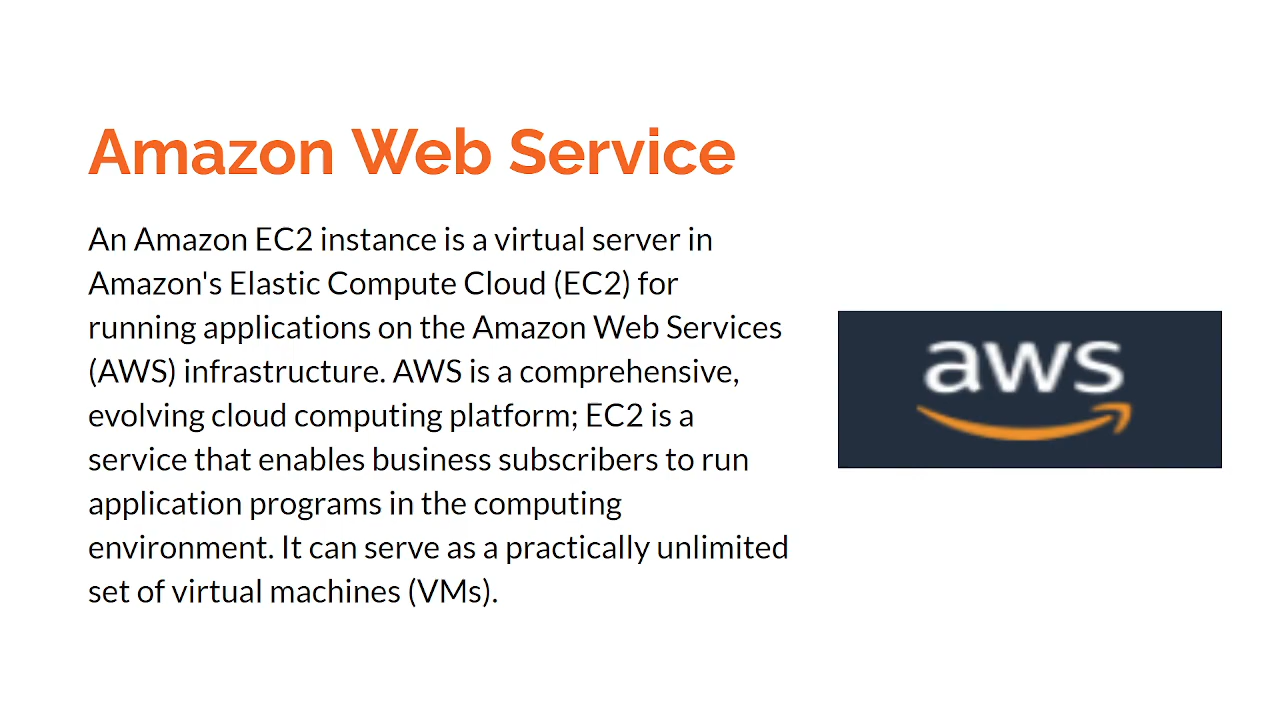 Amazon Web Service
An Amazon EC2 instance is a virtual server in
Amazon's Elastic Compute Cloud (EC2) for
running applications on the Amazon Web Services
(AWS) infrastructure. AWS is a comprehensive,
evolving cloud computing platform; EC2 is a
service that enables business subscribers to run
application programs in the computing
environment. It can serve as a practically unlimited
set of virtual machines (VMs).
aws